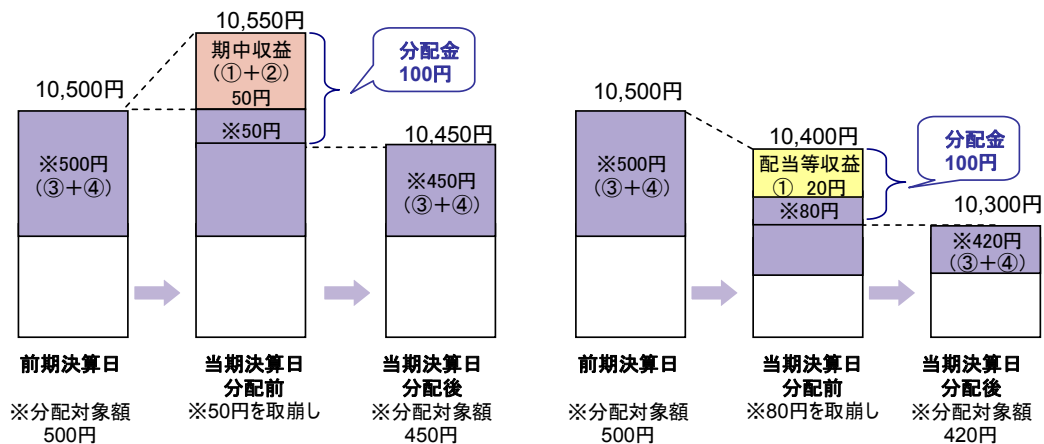 10,550円
期中収益
(①+②)
50円
分配金
100円
10,500円
※50円
10,450円
※500円
(③+④)
※450円
(③+④)
前期決算日
当期決算日
分配前
当期決算日
分配後
※分配対象額
500円
※50円を取崩し
※分配対象額
450円
10,500円
10,400円
分配金
100円
配当等収益
① 20円
※500円
(③+④)
※80円
10,300円
※420円
(③+④)
前期決算日
当期決算日
分配前
当期決算日
分配後
※分配対象額
500円
※80円を取崩し
※分配対象額
420円